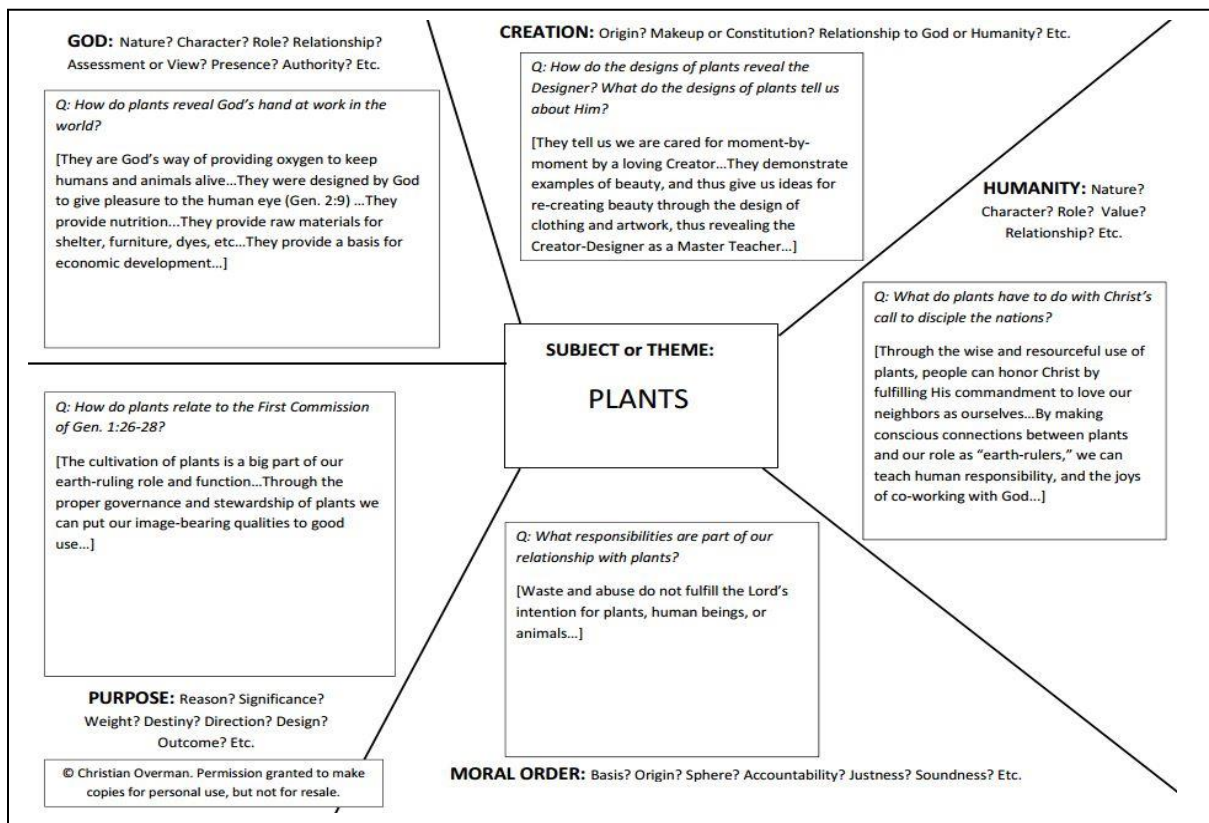 GOD: Nature? Character? Role? Relationship?
Assessment or View? Presence? Authority? Etc.
Q: How do plants reveal God’s hand at work in the
world?
[They are God’s way of providing oxygen to keep
humans and animals alive…They were designed by God
to give pleasure to the human eye (Gen. 2:9) …They
provide nutrition...They provide raw materials for
shelter, furniture, dyes, etc…They provide a basis for
economic development…]
CREATION: Origin? Makeup or Constitution? Relationship to God or Humanity? Etc.
Q: How do the designs of plants reveal the
Designer? What do the designs of plants tell us
about Him?
[They tell us we are cared for moment-by-
moment by a loving Creator…They demonstrate
examples of beauty, and thus give us ideas for
re-creating beauty through the design of
clothing and artwork, thus revealing the
Creator-Designer as a Master Teacher…]
HUMANITY: Nature?
Character? Role? Value?
Relationship? Etc.
Q: What do plants have to do with Christ’s
call to disciple the nations?
[Through the wise and resourceful use of
plants, people can honor Christ by
fulfilling His commandment to love our
neighbors as ourselves…By making
conscious connections between plants
and our role as “earth-rulers,” we can
teach human responsibility, and the joys
of co-working with God...]
SUBJECT or THEME:
PLANTS
Q: How do plants relate to the First Commission
of Gen. 1:26-28?
[The cultivation of plants is a big part of our
earth-ruling role and function…Through the
proper governance and stewardship of plants we
can put our image-bearing qualities to good
use…]
PURPOSE: Reason? Significance?
Weight? Destiny? Direction? Design?
Outcome? Etc.
© Christian Overman. Permission granted to make
copies for personal use, but not for resale.
Q: What responsibilities are part of our
relationship with plants?
[Waste and abuse do not fulfill the Lord’s
intention for plants, human beings, or
animals…]
MORAL ORDER: Basis? Origin? Sphere? Accountability? Justness? Soundness? Etc.